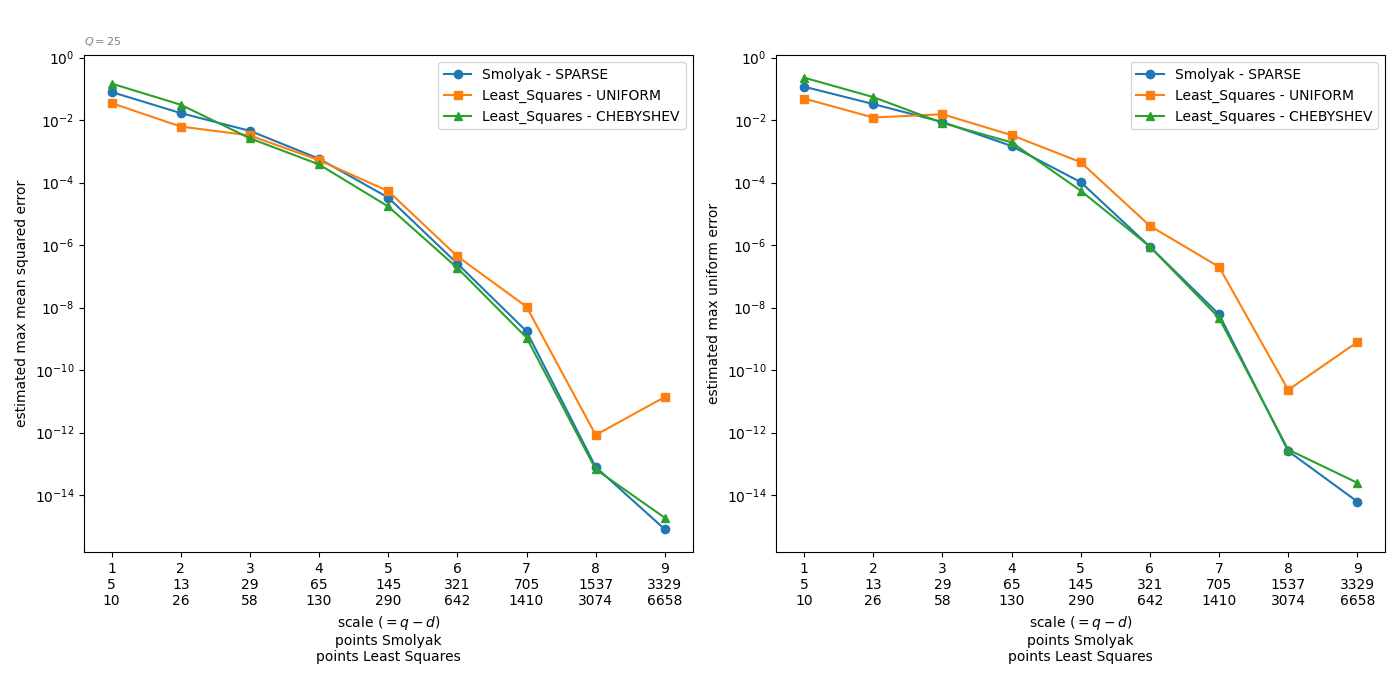 Q = 25
10^0
10^-2
10^-4
10^-6
10^-8
10^-10
10^-12
10^-14
estimated max mean squared error
Smolyak - SPARSE
Least_Squares - UNIFORM
Least_Squares - CHEBYSHEV
1 2 3 4 5 6 7 8 9
5 13 29 65 145 321 705 1537 3329
10 26 58 130 290 642 1410 3074 6658
scale (= q − d)
points Smolyak
points Least Squares
10^0
10^-2
10^-4
10^-6
10^-8
10^-10
10^-12
10^-14
estimated max uniform error
Smolyak - SPARSE
Least_Squares - UNIFORM
Least_Squares - CHEBYSHEV
1 2 3 4 5 6 7 8 9
5 13 29 65 145 321 705 1537 3329
10 26 58 130 290 642 1410 3074 6658
scale (= q − d)
points Smolyak
points Least Squares